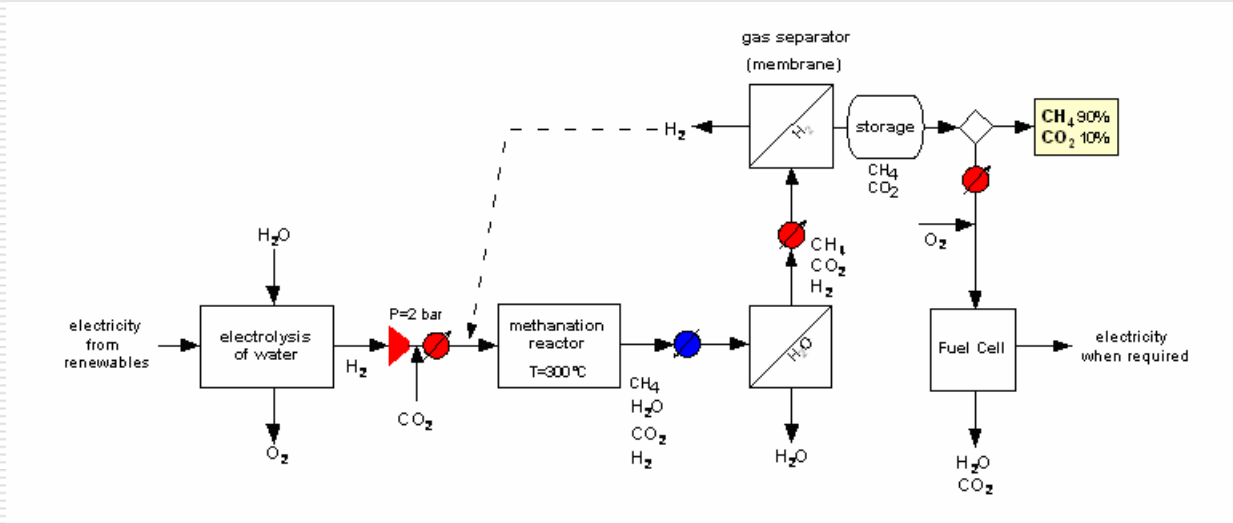 gas separator
(membrane)
H₂
H₂
storage
CH₄ 90%
CO₂ 10%
CH₄
CO₂
H₂O
O₂
CH₄
CO₂
H₂
P=2 bar
electricity
from
renewables
electrolysis
of water
H₂
CO₂
methanation
reactor
T=300ºC
CH₄
H₂O
CO₂
H₂
H₂O
H₂O
Fuel Cell
electricity
when required
O₂
H₂O
CO₂